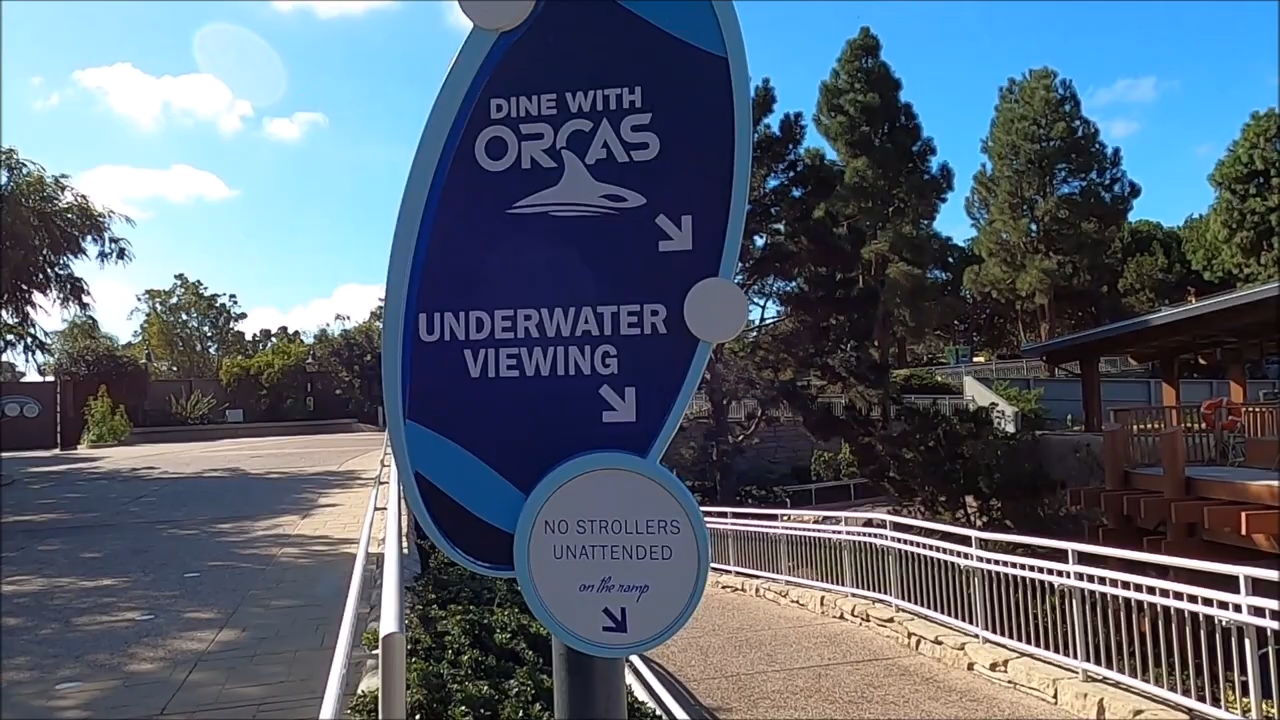 DINE WITH
ORCAS
UNDERWATER
VIEWING
NO STROLLERS
UNATTENDED
on the ramp